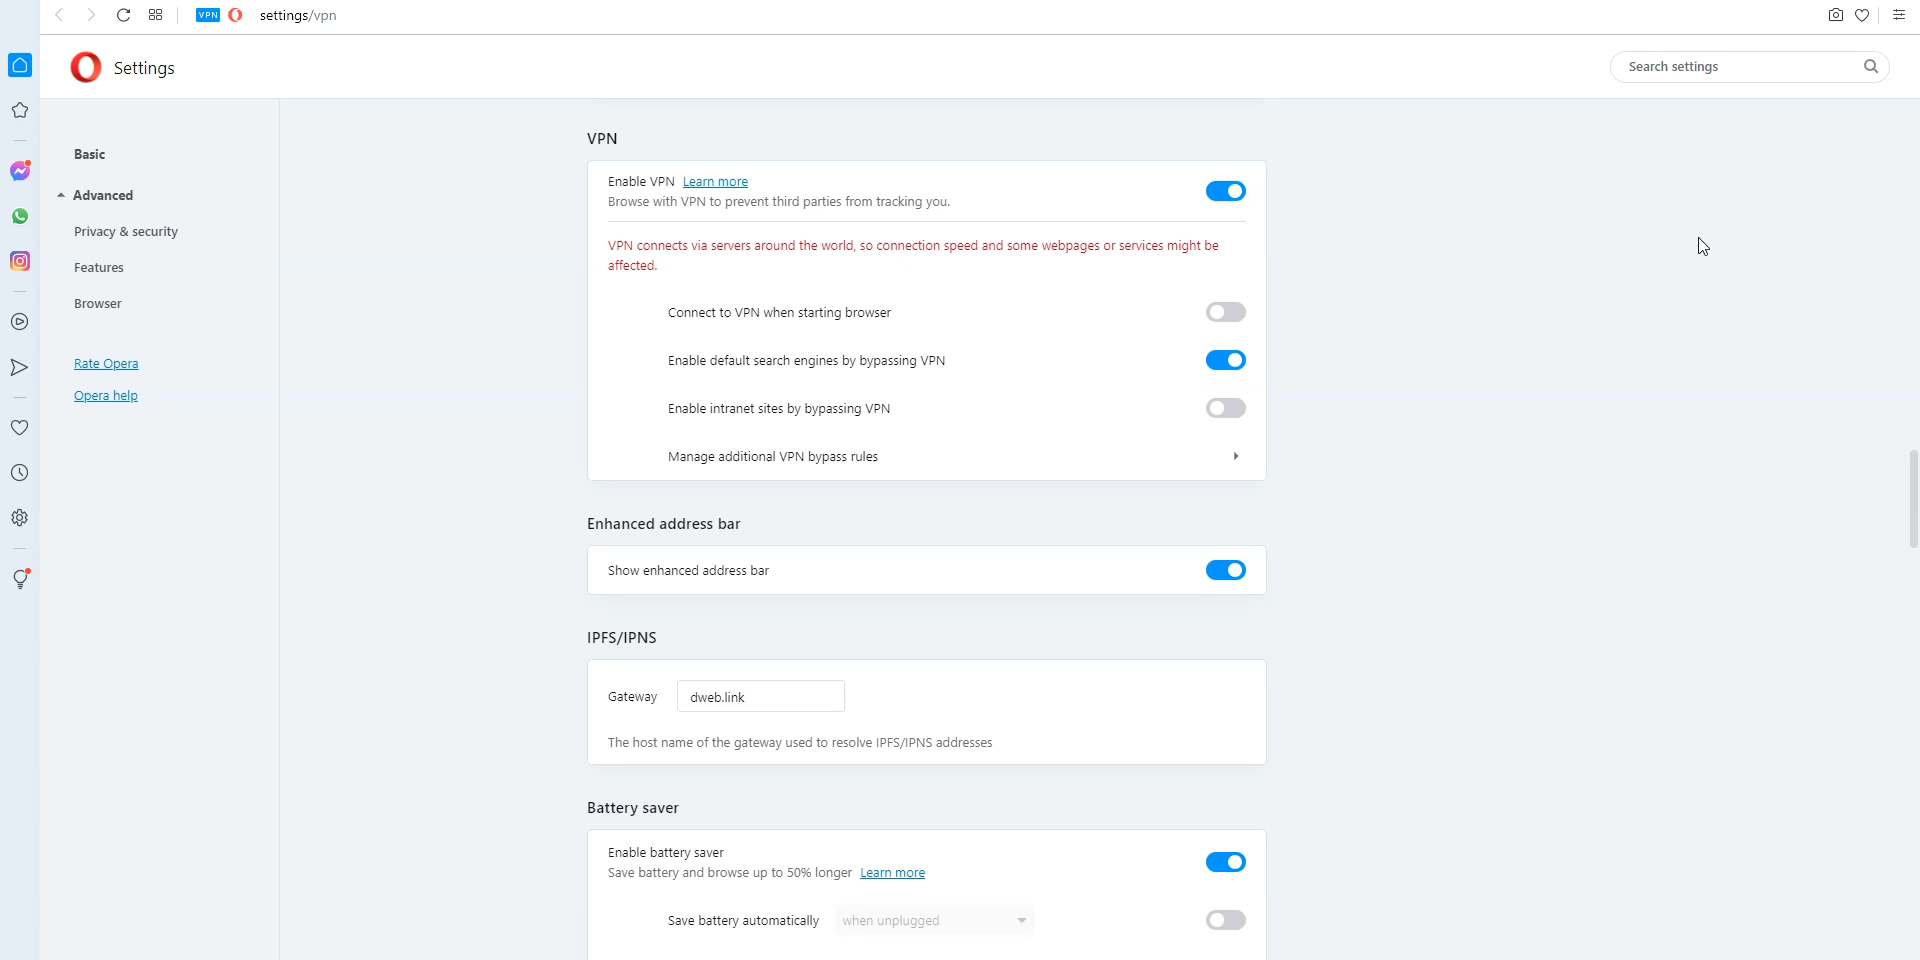 VPN settings/vpn
Settings
Search settings
Basic
Advanced
Privacy & security
Features
Browser
Rate Opera
Opera help
VPN
Enable VPN Learn more
Browse with VPN to prevent third parties from tracking you.
VPN connects via servers around the world, so connection speed and some webpages or services might be
affected.
Connect to VPN when starting browser
Enable default search engines by bypassing VPN
Enable intranet sites by bypassing VPN
Manage additional VPN bypass rules
Enhanced address bar
Show enhanced address bar
IPFS/IPNS
Gateway dweb.link
The host name of the gateway used to resolve IPFS/IPNS addresses
Battery saver
Enable battery saver
Save battery and browse up to 50% longer Learn more
Save battery automatically when unplugged